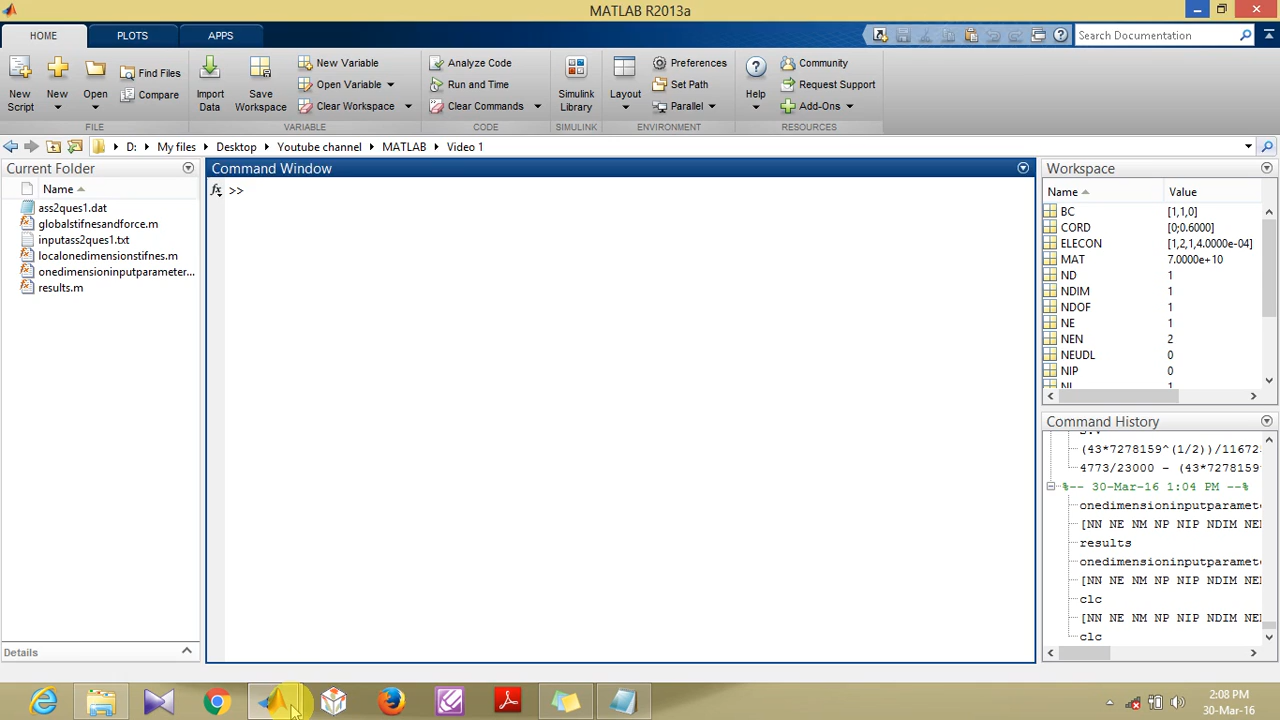 MATLAB R2013a
HOME PLOTS APPS
Search Documentation
New Script
New
Open
Find Files
Compare
Import Data
Save Workspace
New Variable
Open Variable
Clear Workspace
Analyze Code
Run and Time
Clear Commands
Simulink Library
Layout
Preferences
Set Path
Parallel
Help
Community
Request Support
Add-Ons
FILE VARIABLE CODE SIMULINK ENVIRONMENT RESOURCES
D: My files Desktop Youtube channel MATLAB Video 1
Current Folder
Name
ass2ques1.dat
globalstifnesandforce.m
inputass2ques1.txt
localonedimensionstifnes.m
onedimensioninputparameter...
results.m
Details
Command Window
fx >>
Workspace
Name Value
BC [1,1,0]
CORD [0;0.6000]
ELECON [1,2,1,4.0000e-04]
MAT 7.0000e+10
ND 1
NDIM 1
NDOF 1
NE 1
NEN 2
NEUDL 0
NIP 0
Command History
(43*7278159^(1/2))/11672
4773/23000 - (43*7278159^
%-- 30-Mar-16 1:04 PM --%
onedimensioninputparamete
[NN NE NM NP NIP NDIM NEN
results
onedimensioninputparamete
[NN NE NM NP NIP NDIM NEN
clc
[NN NE NM NP NIP NDIM NEN
clc
2:08 PM
30-Mar-16